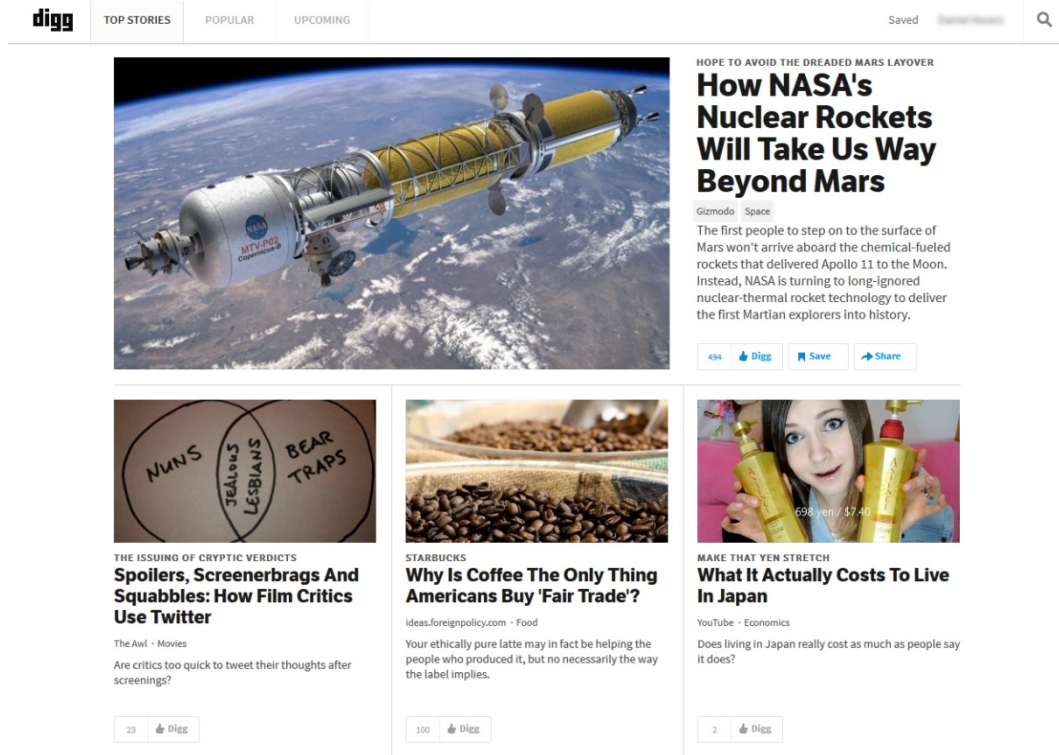 digg
TOP STORIES
POPULAR
UPCOMING
Saved
HOPE TO AVOID THE DREADED MARS LAYOVER
How NASA's
Nuclear Rockets
Will Take Us Way
Beyond Mars
Gizmodo Space
The first people to step on to the surface of
Mars won't arrive aboard the chemical-fueled
rockets that delivered Apollo 11 to the Moon.
Instead, NASA is turning to long-ignored
nuclear-thermal rocket technology to deliver
the first Martian explorers into history.
494 Digg Save Share
NASA
MTV-P02
Copernicus-B
NUNS
JEALOUS
LESBIANS
BEAR
TRAPS
THE ISSUING OF CRYPTIC VERDICTS
Spoilers, Screenerbrags And
Squabbles: How Film Critics
Use Twitter
The Awl · Movies
Are critics too quick to tweet their thoughts after
screenings?
23 Digg
STARBUCKS
Why Is Coffee The Only Thing
Americans Buy 'Fair Trade'?
ideas.foreignpolicy.com · Food
Your ethically pure latte may in fact be helping the
people who produced it, but no necessarily the way
the label implies.
100 Digg
698 yen / $7.40
MAKE THAT YEN STRETCH
What It Actually Costs To Live
In Japan
YouTube · Economics
Does living in Japan really cost as much as people say
it does?
2 Digg